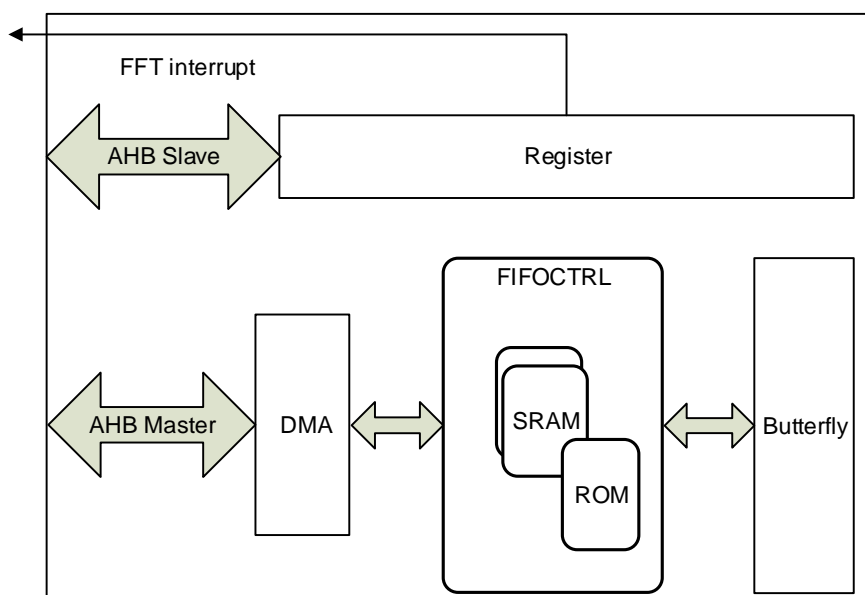 FFT interrupt
AHB Slave
Register
FIFOCTRL
AHB Master
DMA
SRAM
Butterfly
ROM